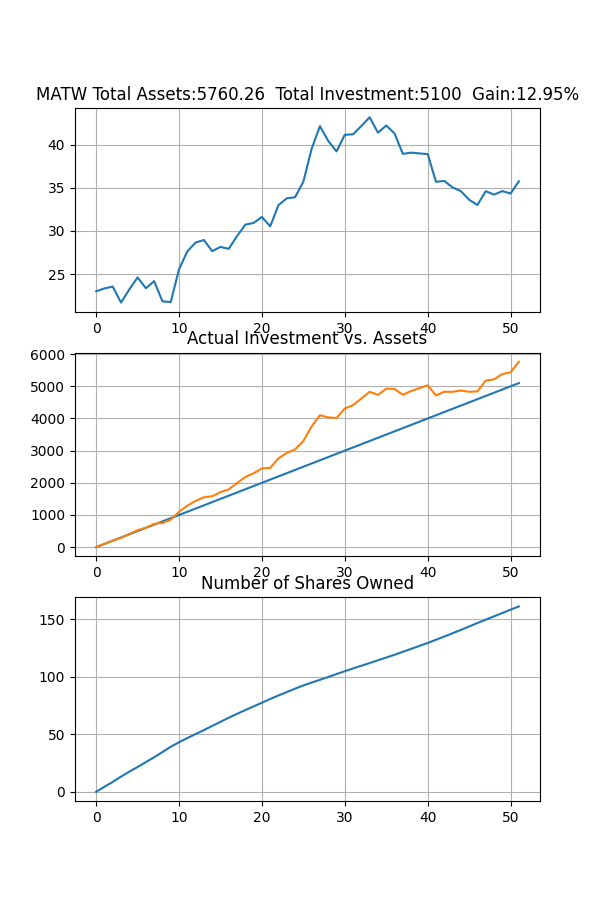 MATW Total Assets:5760.26  Total Investment:5100  Gain:12.95%
40
35
30
25
0 10 20 30 40 50
Actual Investment vs. Assets
6000
5000
4000
3000
2000
1000
0
0 10 20 30 40 50
Number of Shares Owned
150
100
50
0
0 10 20 30 40 50